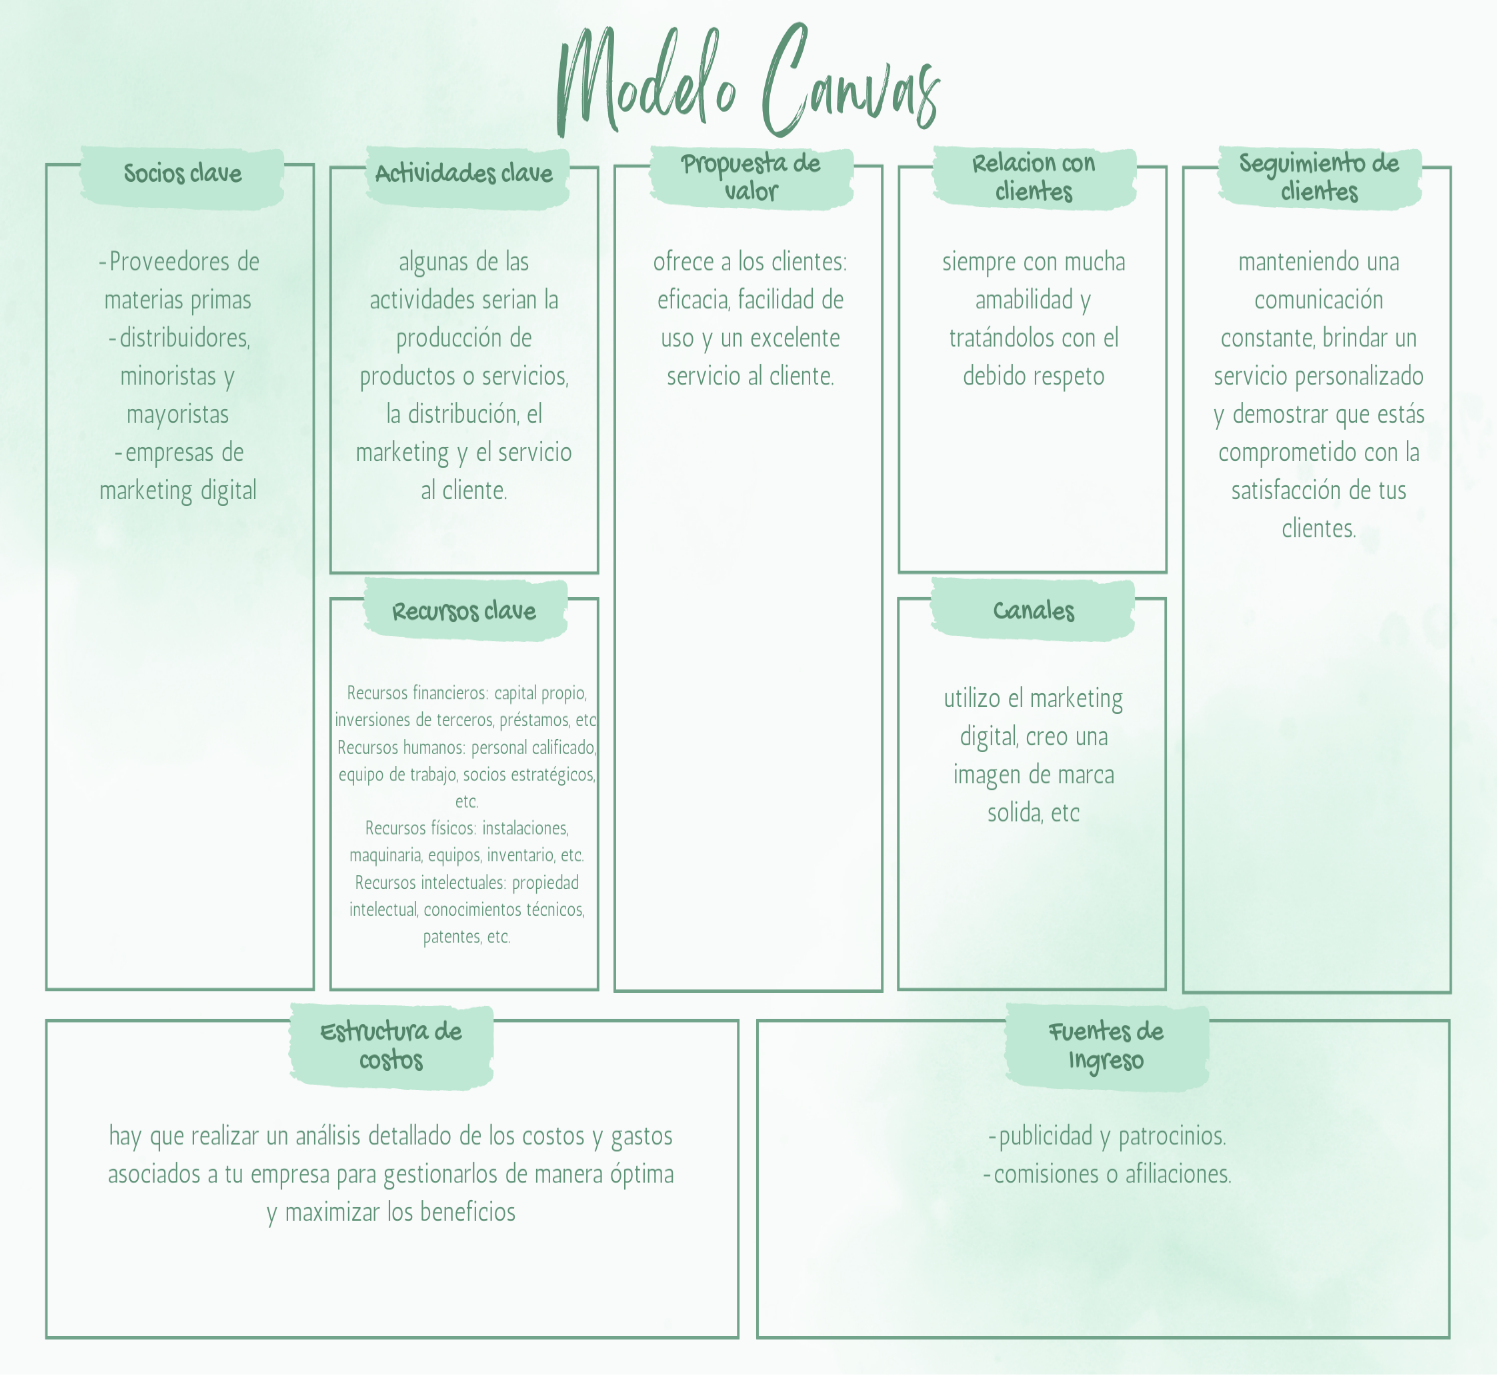 Modelo Canvas
Socios clave
-Proveedores de
materias primas
-distribuidores,
minoristas y
mayoristas
-empresas de
marketing digital
Actividades clave
algunas de las
actividades serian la
producción de
productos o servicios,
la distribución, el
marketing y el servicio
al cliente.
Recursos clave
Recursos financieros: capital propio,
inversiones de terceros, préstamos, etc
Recursos humanos: personal calificado,
equipo de trabajo, socios estratégicos,
etc.
Recursos físicos: instalaciones,
maquinaria, equipos, inventario, etc.
Recursos intelectuales: propiedad
intelectual, conocimientos técnicos,
patentes, etc.
Propuesta de
valor
ofrece a los clientes:
eficacia, facilidad de
uso y un excelente
servicio al cliente.
Relacion con
clientes
siempre con mucha
amabilidad y
tratándolos con el
debido respeto
Canales
utilizo el marketing
digital, creo una
imagen de marca
solida, etc
Seguimiento de
clientes
manteniendo una
comunicación
constante, brindar un
servicio personalizado
y demostrar que estás
comprometido con la
satisfacción de tus
clientes.
Estructura de
costos
hay que realizar un análisis detallado de los costos y gastos
asociados a tu empresa para gestionarlos de manera óptima
y maximizar los beneficios
Fuentes de
Ingreso
-publicidad y patrocinios.
-comisiones o afiliaciones.